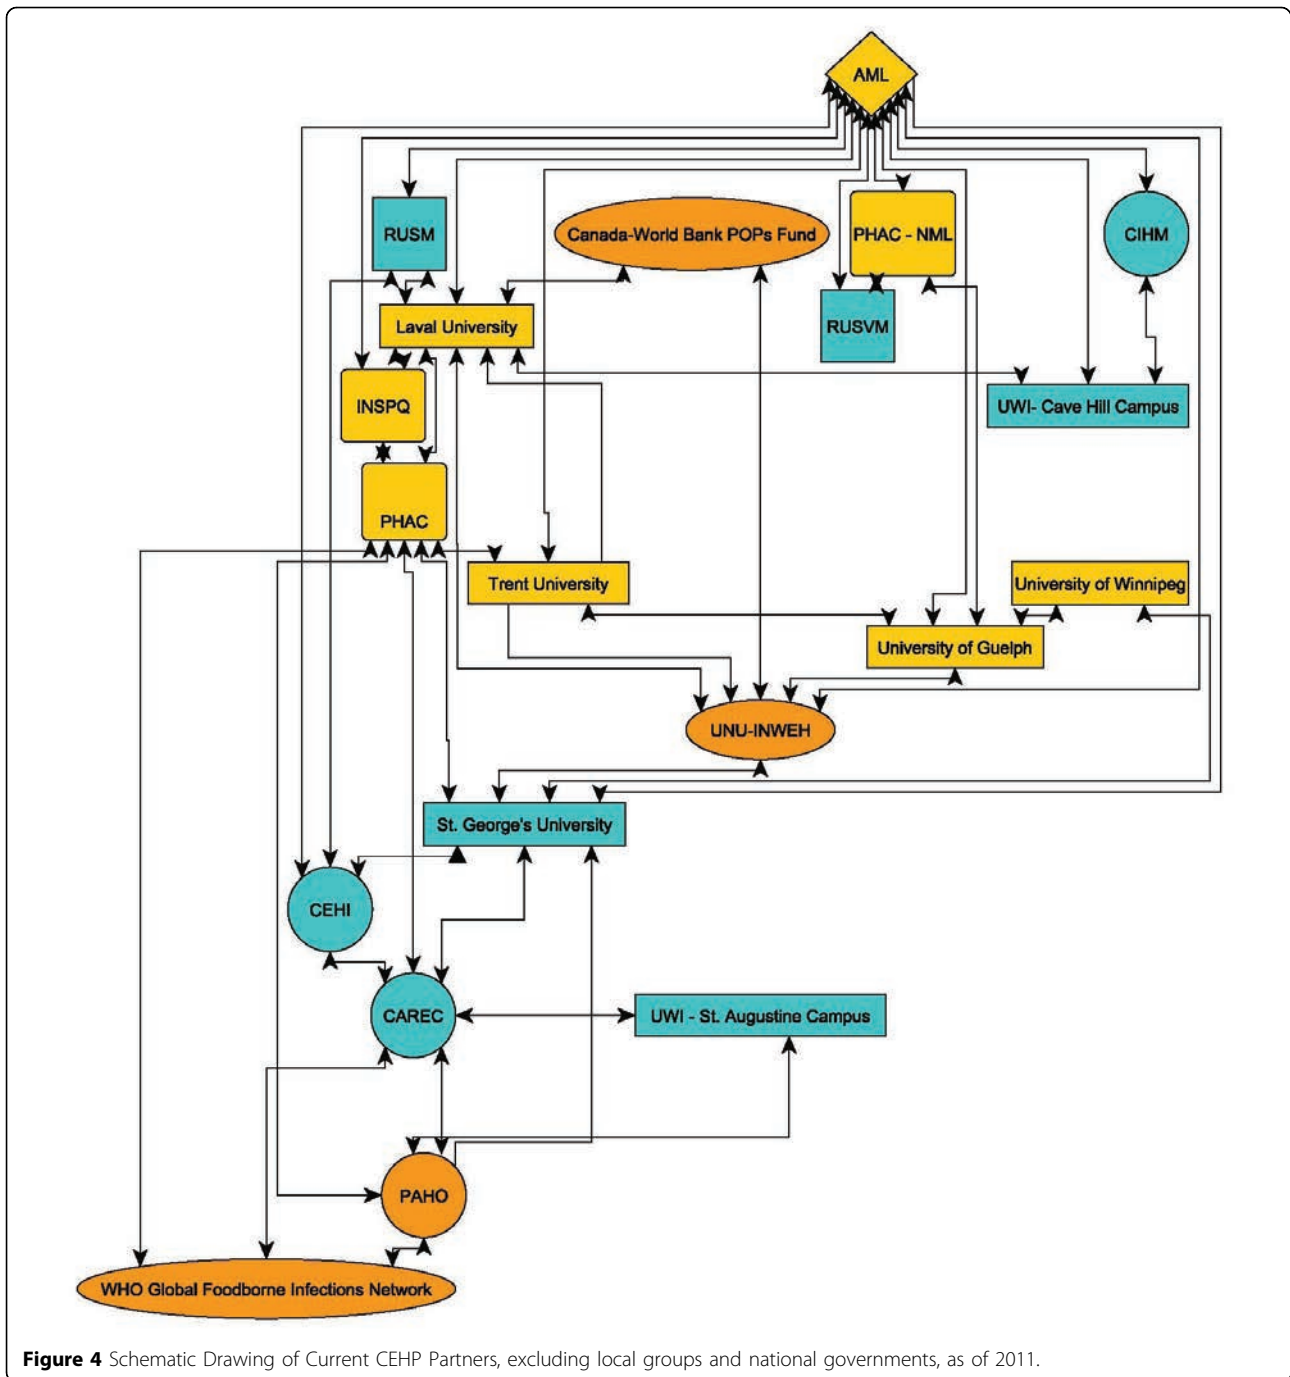 AML
RUSM
Canada-World Bank POPs Fund
PHAC - NML
CIHM
Laval University
RUSVM
INSPQ
UWI- Cave Hill Campus
PHAC
Trent University
University of Winnipeg
University of Guelph
UNU-INWEH
St. George's University
CEHI
CAREC
UWI - St. Augustine Campus
PAHO
WHO Global Foodborne Infections Network
Figure 4 Schematic Drawing of Current CEHP Partners, excluding local groups and national governments, as of 2011.